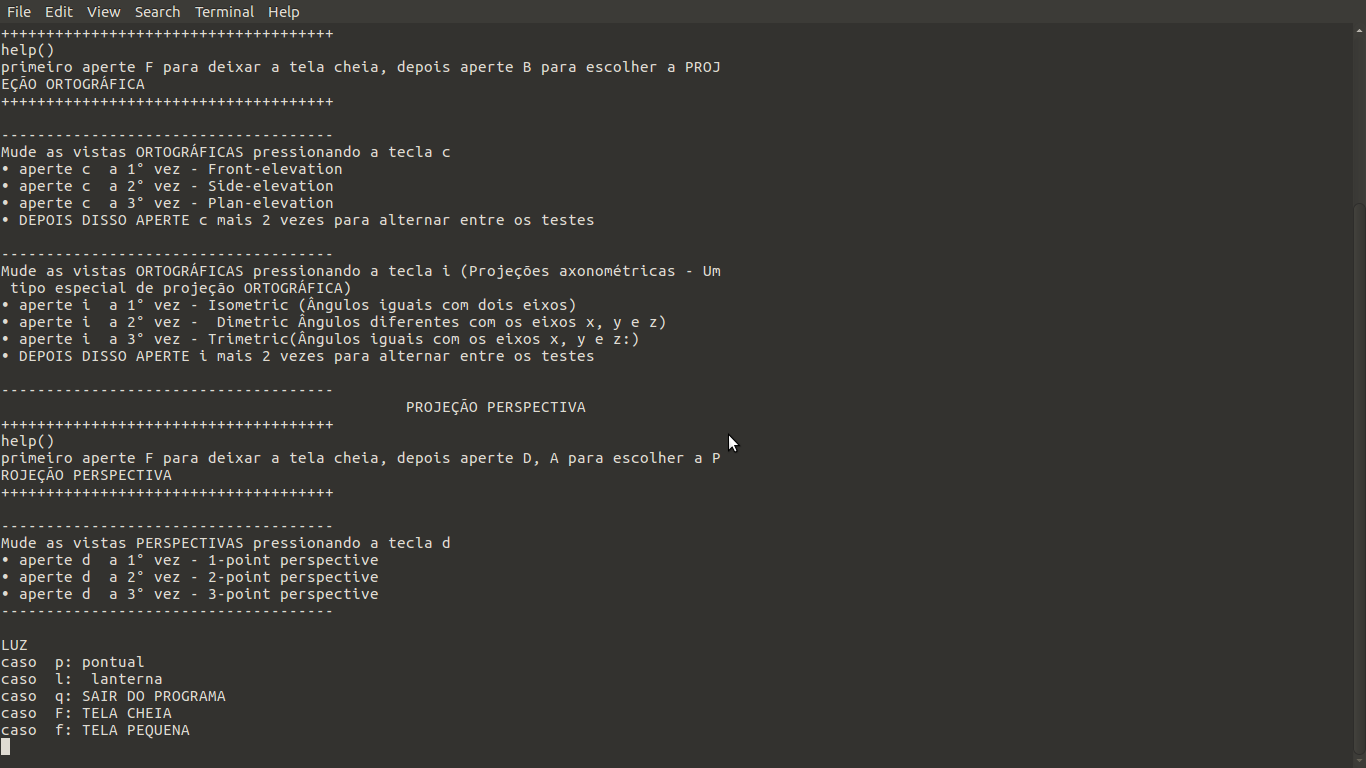 File Edit View Search Terminal Help
+++++++++++++++++++++++++++++++++++++
help()
primeiro aperte F para deixar a tela cheia, depois aperte B para escolher a PROJ
EÇÃO ORTOGRÁFICA
+++++++++++++++++++++++++++++++++++++
-------------------------------------
Mude as vistas ORTOGRÁFICAS pressionando a tecla c
• aperte c  a 1° vez - Front-elevation
• aperte c  a 2° vez - Side-elevation
• aperte c  a 3° vez - Plan-elevation
• DEPOIS DISSO APERTE c mais 2 vezes para alternar entre os testes
-------------------------------------
Mude as vistas ORTOGRÁFICAS pressionando a tecla i (Projeções axonométricas - Um
 tipo especial de projeção ORTOGRÁFICA)
• aperte i  a 1° vez - Isometric (Ângulos iguais com dois eixos)
• aperte i  a 2° vez -  Dimetric Ângulos diferentes com os eixos x, y e z)
• aperte i  a 3° vez - Trimetric(Ângulos iguais com os eixos x, y e z:)
• DEPOIS DISSO APERTE i mais 2 vezes para alternar entre os testes
-------------------------------------
PROJEÇÃO PERSPECTIVA
+++++++++++++++++++++++++++++++++++++
help()
primeiro aperte F para deixar a tela cheia, depois aperte D, A para escolher a P
ROJEÇÃO PERSPECTIVA
+++++++++++++++++++++++++++++++++++++
-------------------------------------
Mude as vistas PERSPECTIVAS pressionando a tecla d
• aperte d  a 1° vez - 1-point perspective
• aperte d  a 2° vez - 2-point perspective
• aperte d  a 3° vez - 3-point perspective
-------------------------------------
LUZ
caso  p: pontual
caso  l:  lanterna
caso  q: SAIR DO PROGRAMA
caso  F: TELA CHEIA
caso  f: TELA PEQUENA